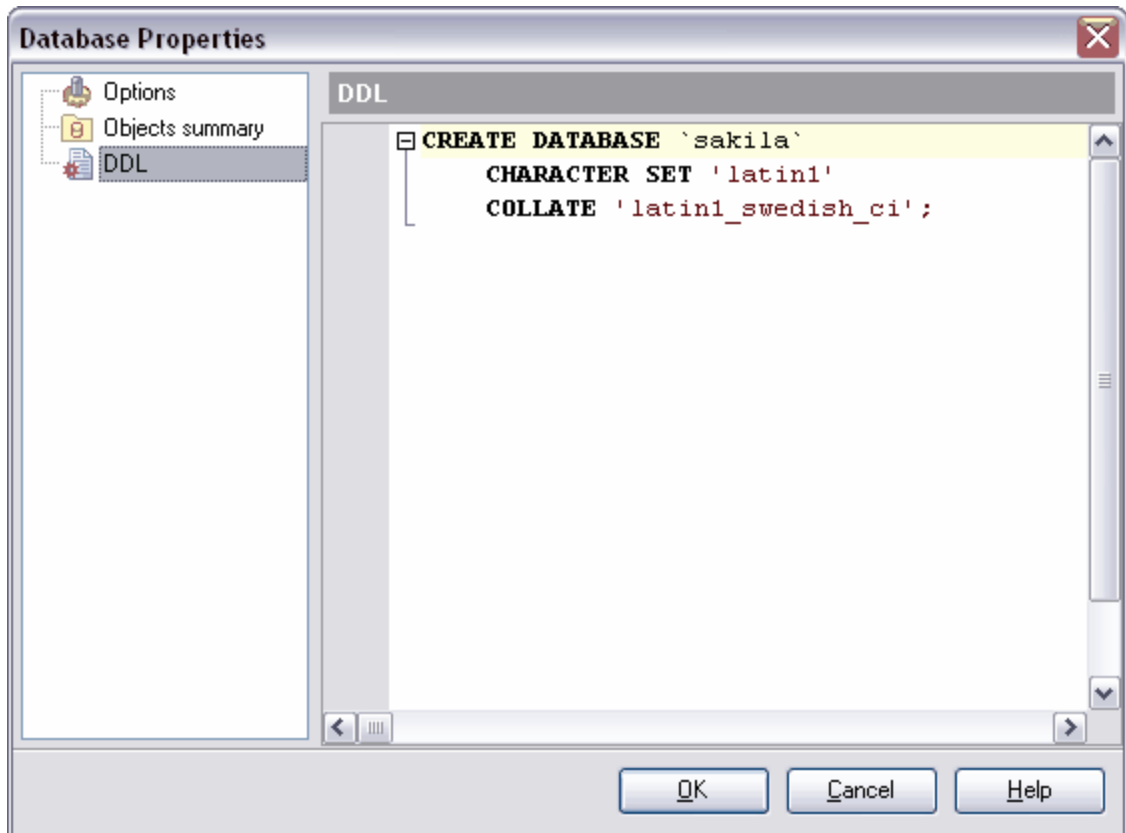 Database Properties
Options
Objects summary
DDL
DDL
CREATE DATABASE `sakila`
CHARACTER SET 'latin1'
COLLATE 'latin1_swedish_ci';
OK
Cancel
Help